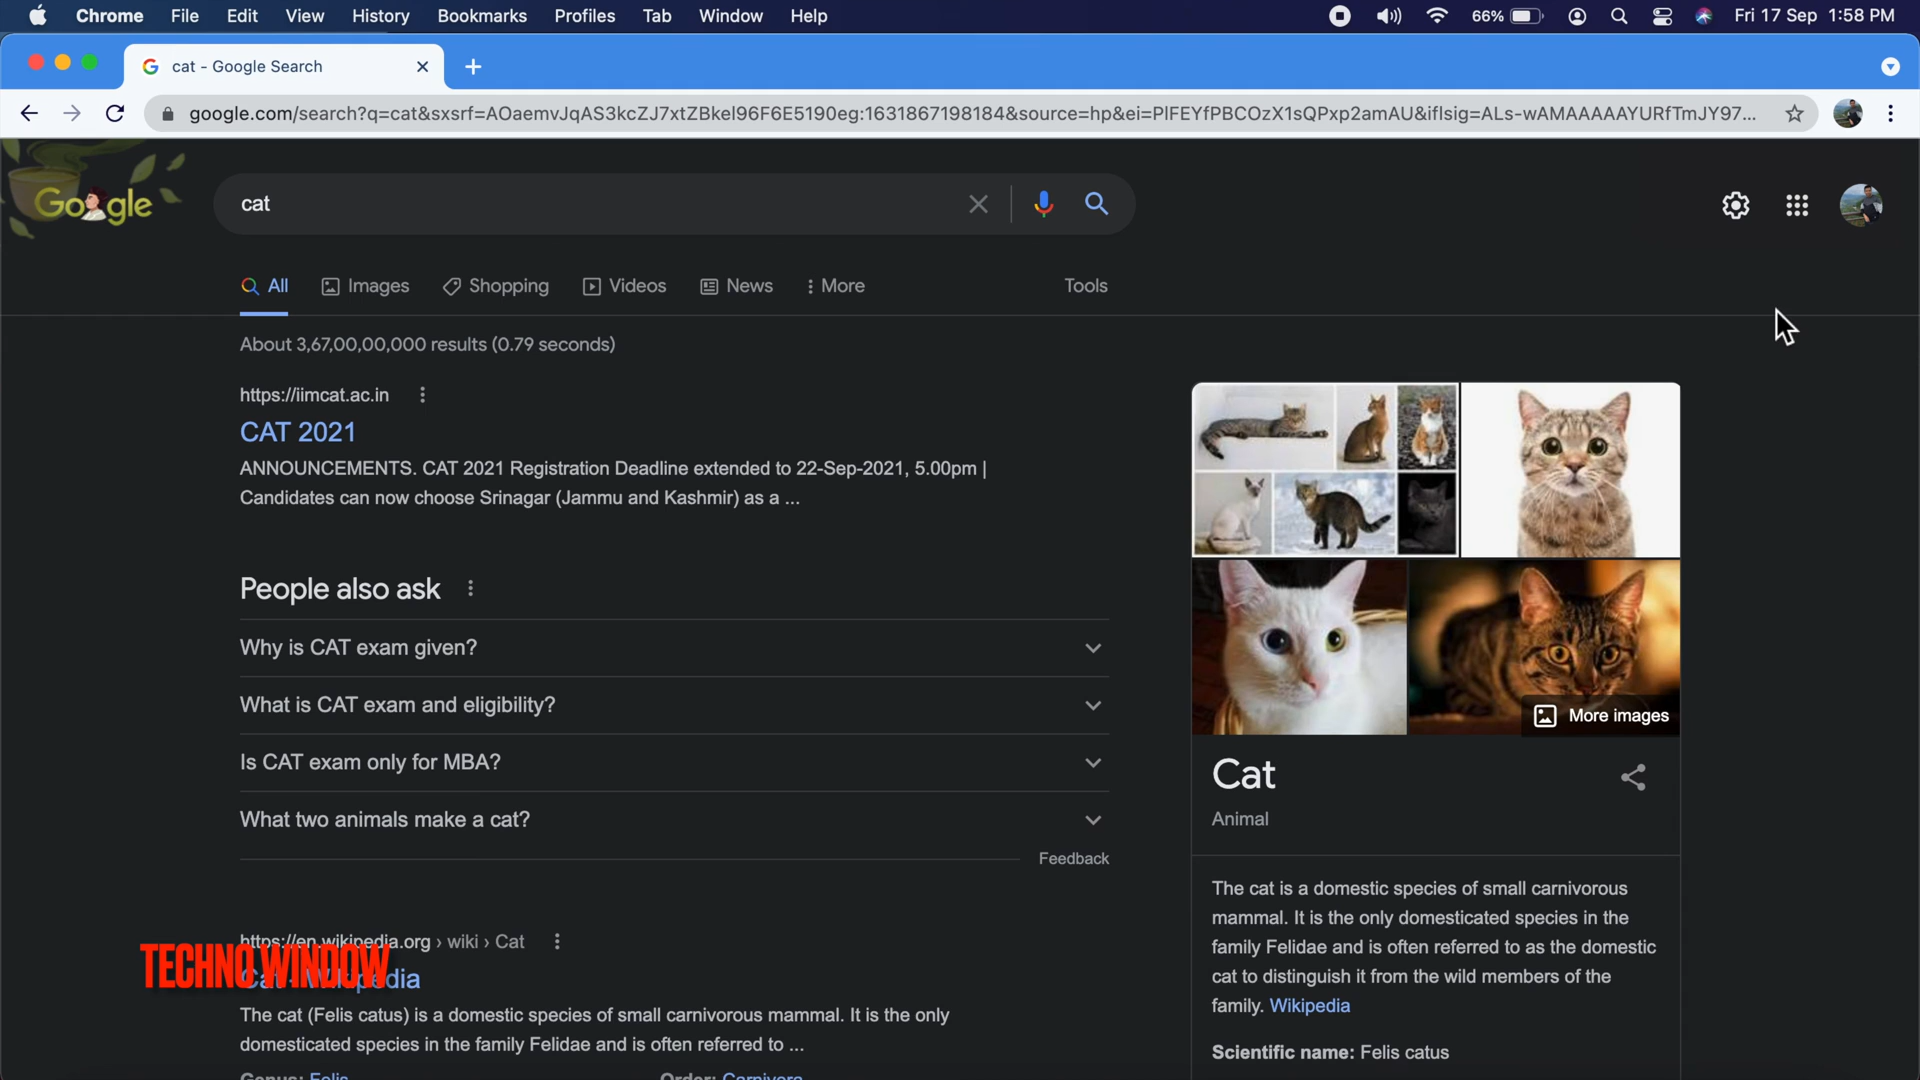 Chrome File Edit View History Bookmarks Profiles Tab Window Help 66% Fri 17 Sep 1:58 PM
cat - Google Search
google.com/search?q=cat&sxsrf=AOaemvJqAS3kcZJ7xtZBkel96F6E5190eg:1631867198184&source=hp&ei=PlFEYfPBCOzX1sQPxp2amAU&iflsig=ALs-wAMAAAAAYURfTmJY97...
Google
cat
All Images Shopping Videos News More Tools
About 3,67,00,00,000 results (0.79 seconds)
https://iimcat.ac.in
CAT 2021
ANNOUNCEMENTS. CAT 2021 Registration Deadline extended to 22-Sep-2021, 5.00pm |
Candidates can now choose Srinagar (Jammu and Kashmir) as a ...
People also ask
Why is CAT exam given?
What is CAT exam and eligibility?
Is CAT exam only for MBA?
What two animals make a cat?
Feedback
https://en.wikipedia.org › wiki › Cat
Cat - Wikipedia
TECHNO WINDOW
The cat (Felis catus) is a domestic species of small carnivorous mammal. It is the only
domesticated species in the family Felidae and is often referred to ...
Genus: Felis Order: Carnivora
More images
Cat
Animal
The cat is a domestic species of small carnivorous
mammal. It is the only domesticated species in the
family Felidae and is often referred to as the domestic
cat to distinguish it from the wild members of the
family. Wikipedia
Scientific name: Felis catus